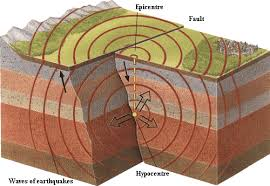 Epicentre
Fault
Waves of earthquakes
Hypocentre